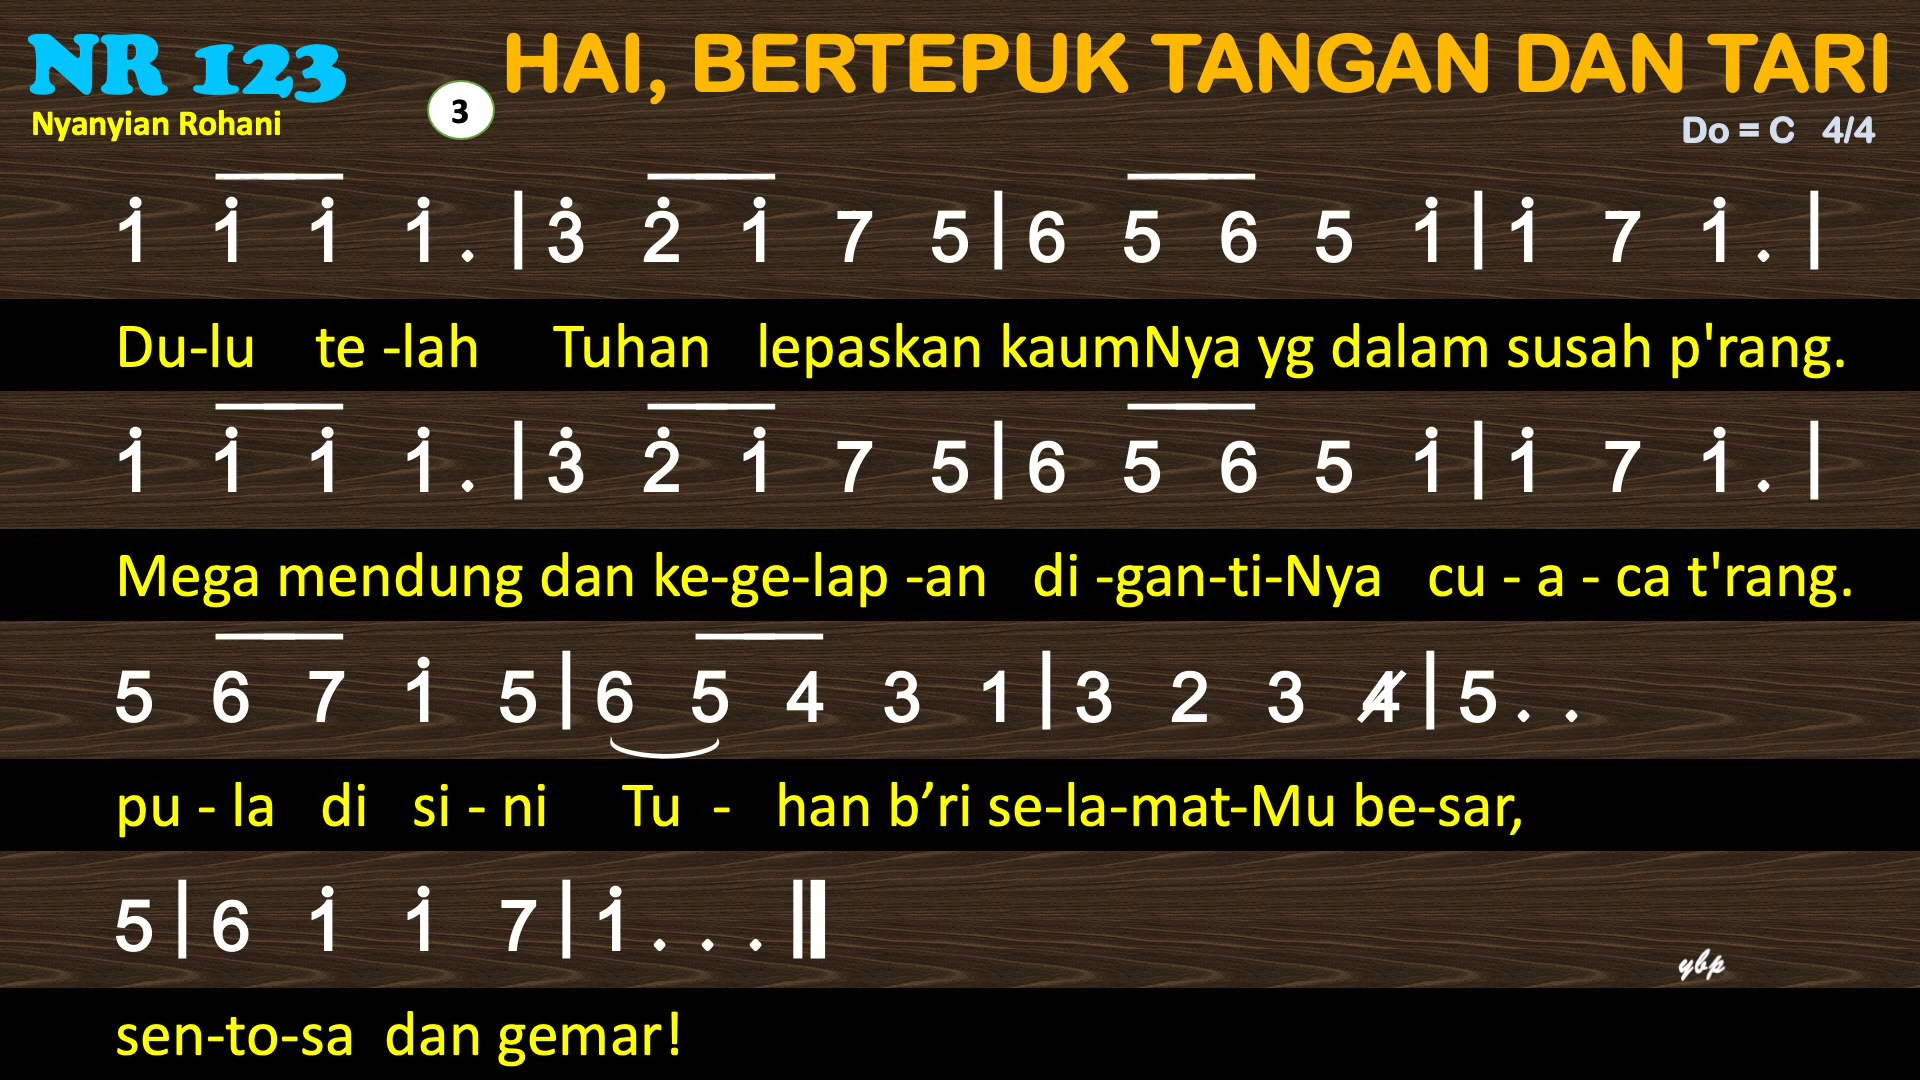 NR 123
HAI, BERTEPUK TANGAN DAN TARI
Nyanyian Rohani
3
Do = C 4/4
1̇ 1̇ 1̇ 1̇ . | 3̇ 2̇ 1̇ 7 5 | 6 5 6 5 1̇ | 1̇ 7 1̇ . |
Du-lu te -lah Tuhan lepaskan kaumNya yg dalam susah p'rang.
1̇ 1̇ 1̇ 1̇ . | 3̇ 2̇ 1̇ 7 5 | 6 5 6 5 1̇ | 1̇ 7 1̇ . |
Mega mendung dan ke-ge-lap -an di -gan-ti-Nya cu - a - ca t'rang.
5 6 7 1̇ 5 | 6 5 4 3 1 | 3 2 3 4̸ | 5 . .
pu - la di si - ni Tu - han b’ri se-la-mat-Mu be-sar,
5 | 6 1̇ 1̇ 7 | 1̇ . . . ||
ybp
sen-to-sa dan gemar!